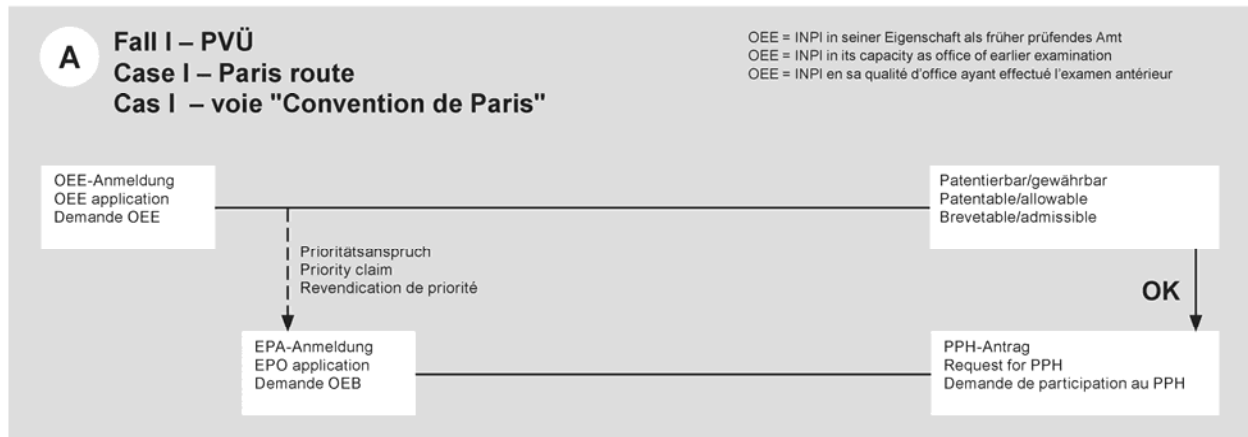 A
Fall I – PVÜ
Case I – Paris route
Cas I – voie "Convention de Paris"
OEE = INPI in seiner Eigenschaft als früher prüfendes Amt
OEE = INPI in its capacity as office of earlier examination
OEE = INPI en sa qualité d'office ayant effectué l'examen antérieur
OEE-Anmeldung
OEE application
Demande OEE
Patentierbar/gewährbar
Patentable/allowable
Brevetable/admissible
Prioritätsanspruch
Priority claim
Revendication de priorité
OK
EPA-Anmeldung
EPO application
Demande OEB
PPH-Antrag
Request for PPH
Demande de participation au PPH